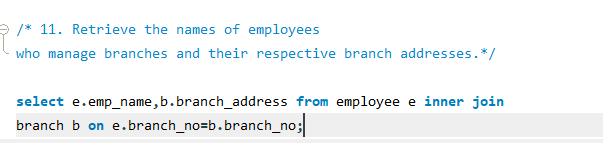 /* 11. Retrieve the names of employees
who manage branches and their respective branch addresses.*/
select e.emp_name,b.branch_address from employee e inner join
branch b on e.branch_no=b.branch_no;